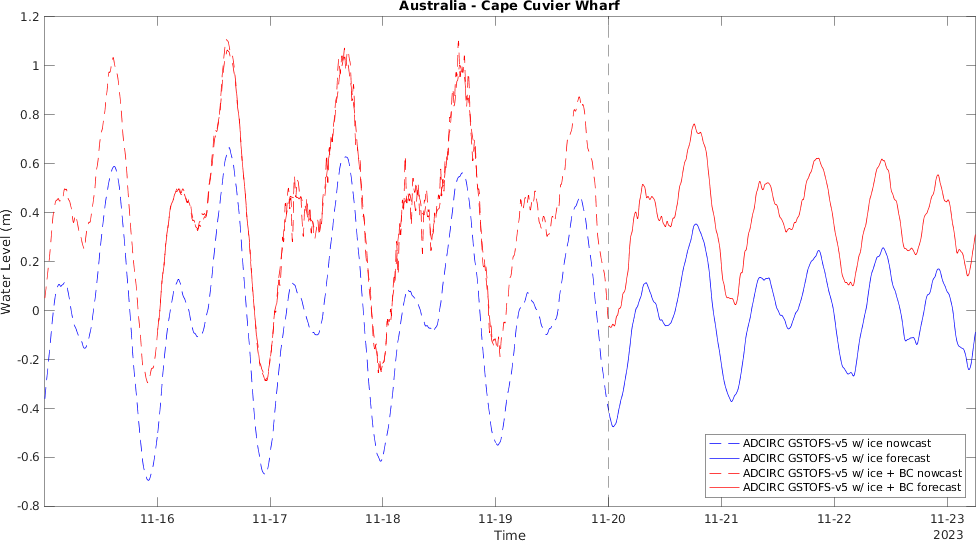 Australia - Cape Cuvier Wharf
1.2
1
0.8
0.6
0.4
0.2
0
-0.2
-0.4
-0.6
-0.8
Water Level (m)
11-16
11-17
11-18
11-19
11-20
11-21
11-22
11-23
Time
2023
ADCIRC GSTOFS-v5 w/ ice nowcast
ADCIRC GSTOFS-v5 w/ ice forecast
ADCIRC GSTOFS-v5 w/ ice + BC nowcast
ADCIRC GSTOFS-v5 w/ ice + BC forecast